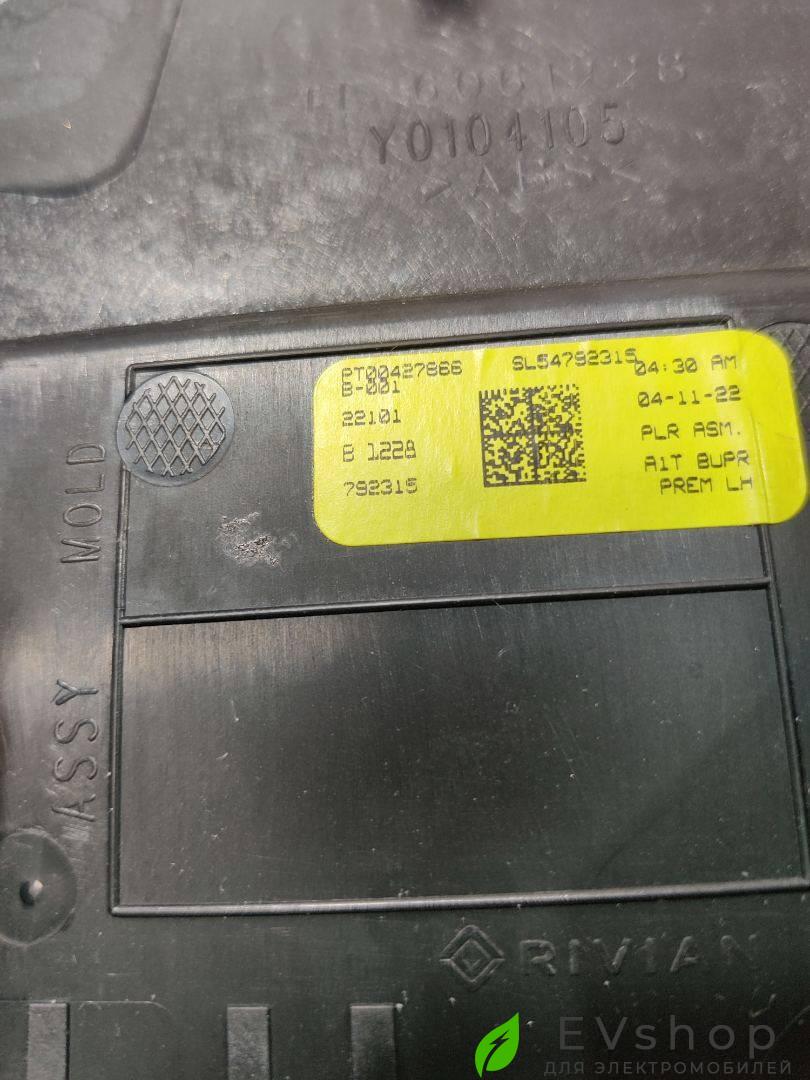 Y0104105
PT00427866 SL54792315 04:30 AM
B-001 04-11-22
22101 PLR ASM.
B 1228 A1T BUPR
792315 PREM LH
ASSY MOLD
RIVIAN
EVshop
ДЛЯ ЭЛЕКТРОМОБИЛЕЙ